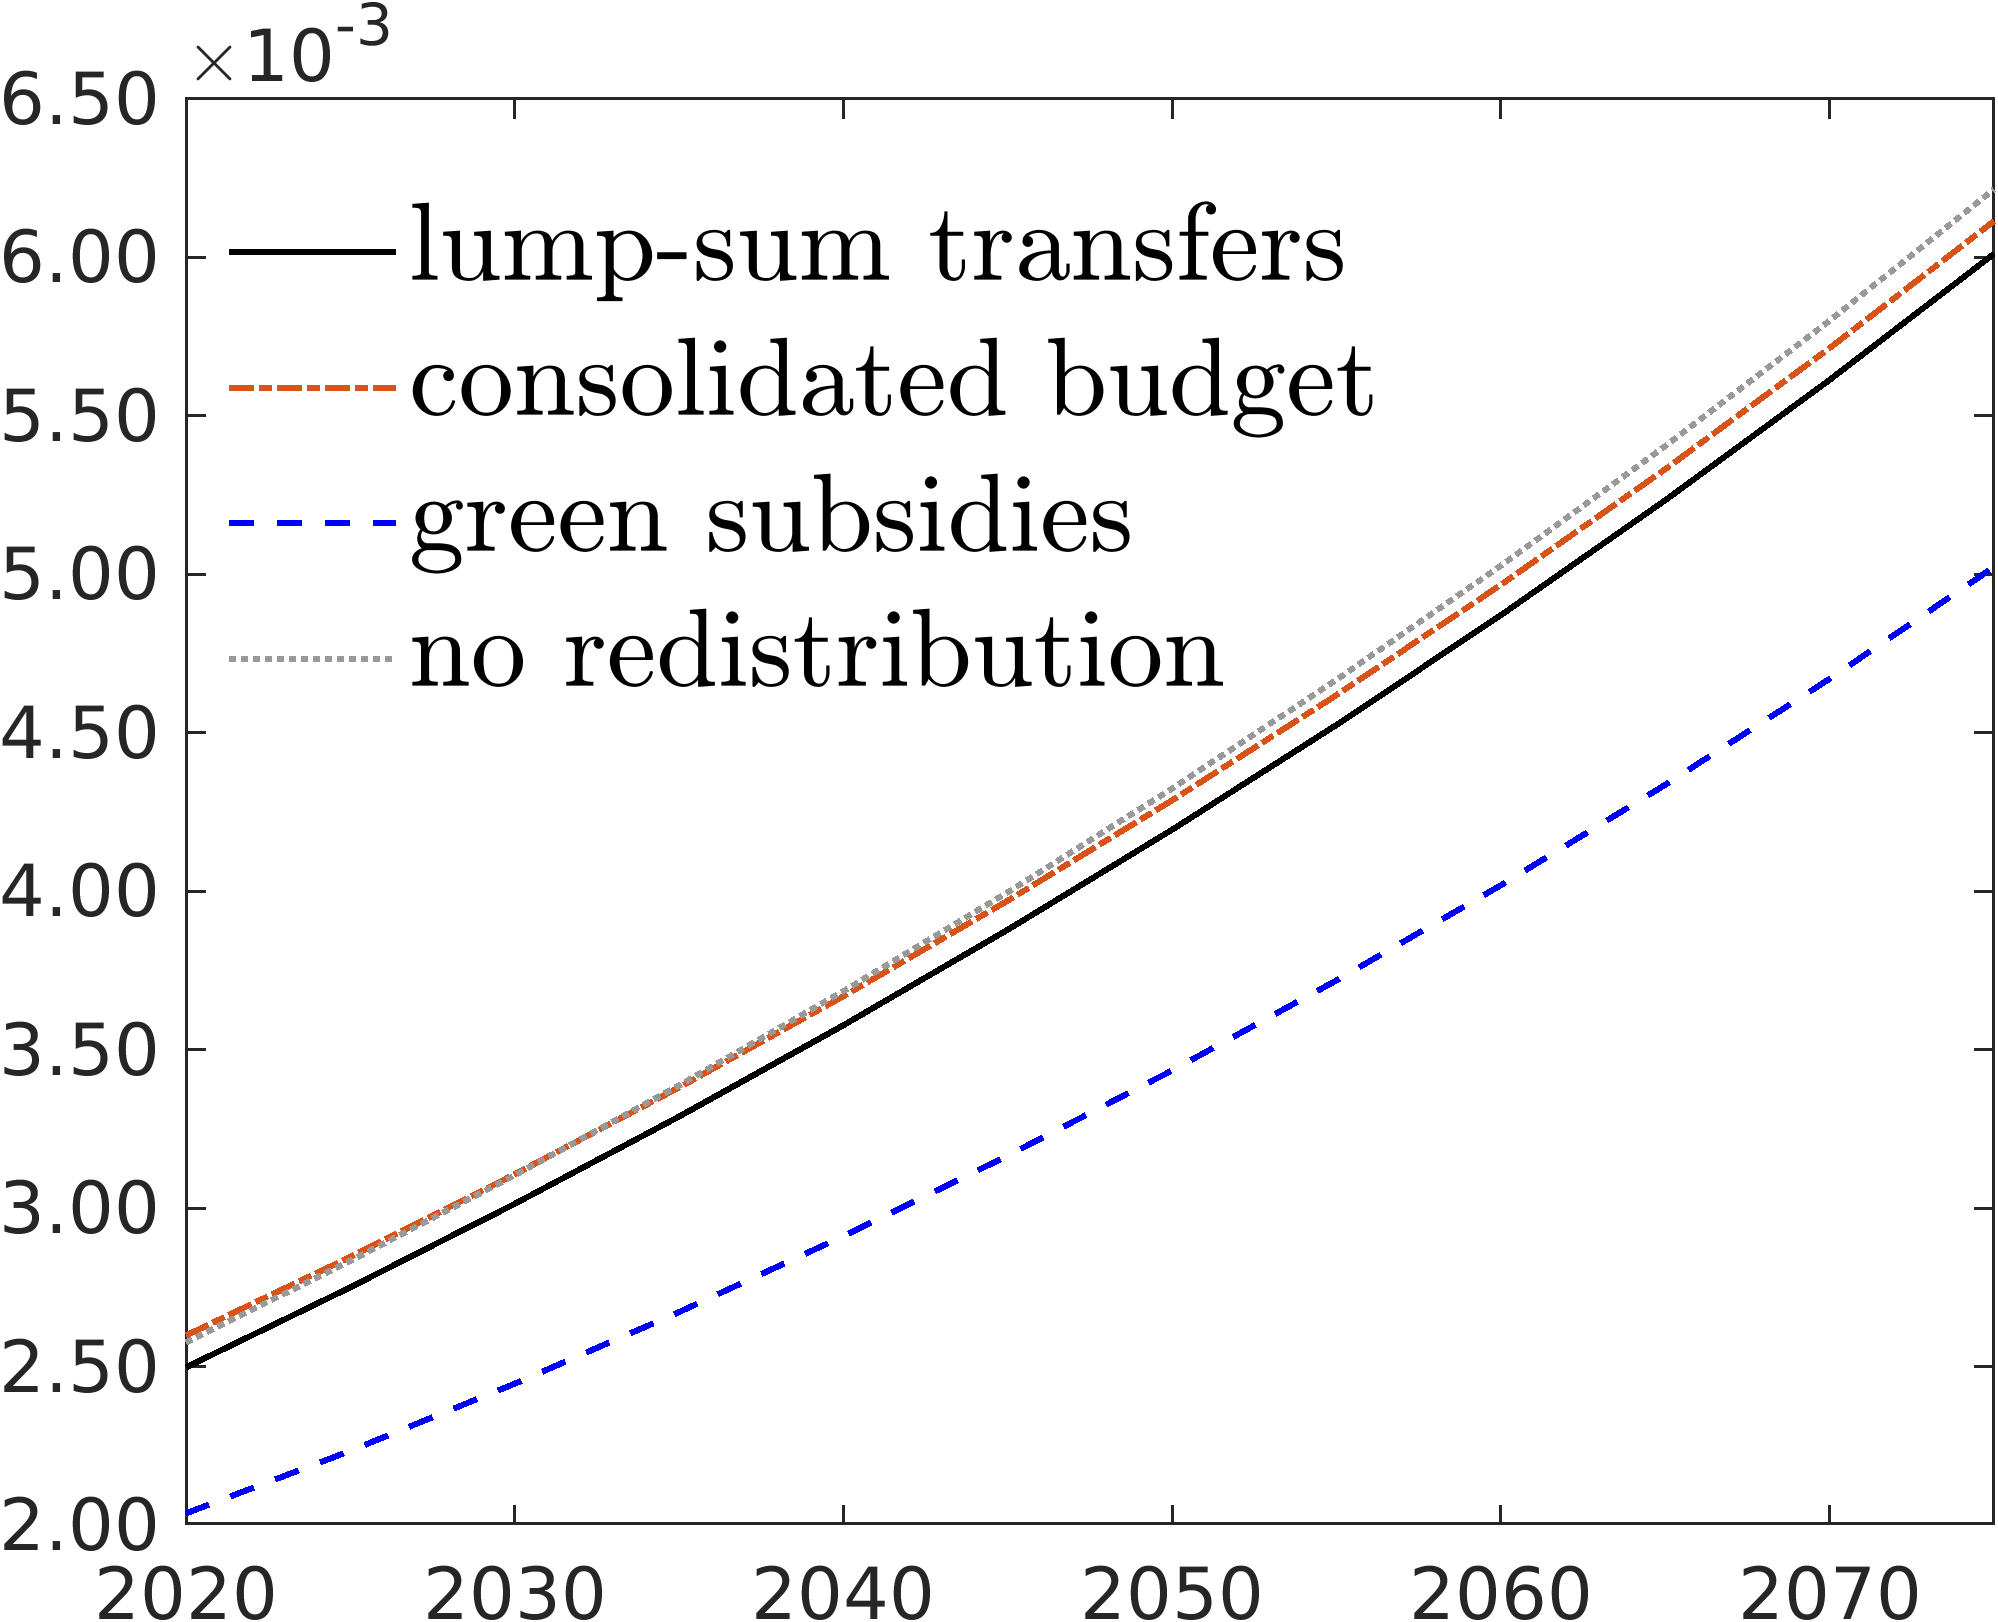 ×10-3
6.50
6.00
5.50
5.00
4.50
4.00
3.50
3.00
2.50
2.00
lump-sum transfers
consolidated budget
green subsidies
no redistribution
2020 2030 2040 2050 2060 2070